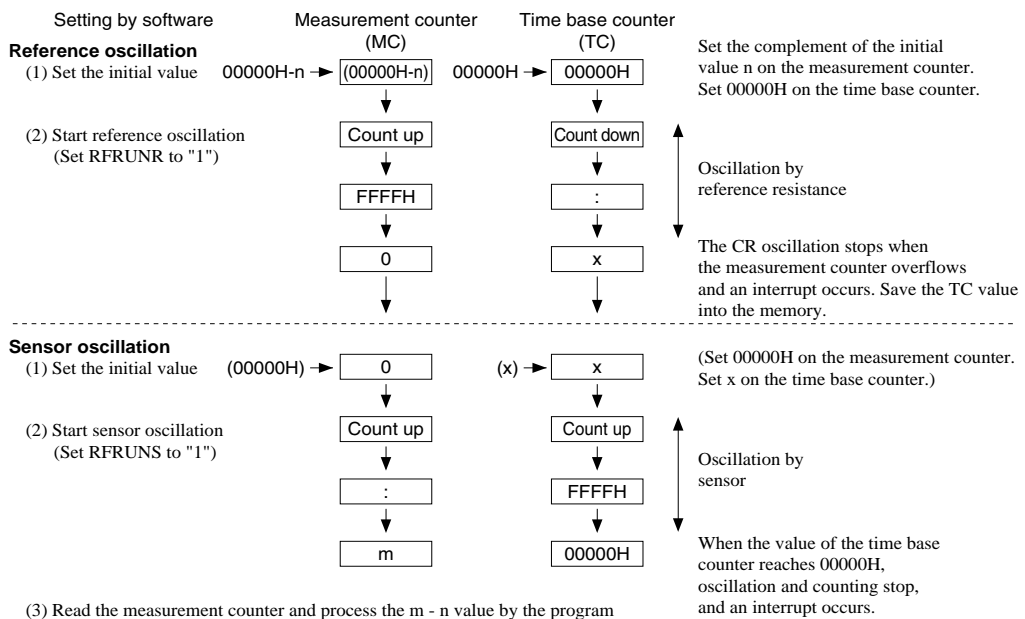 Setting by software
Measurement counter
(MC)
Time base counter
(TC)
Reference oscillation
(1) Set the initial value
00000H-n
(00000H-n)
00000H
00000H
Set the complement of the initial
value n on the measurement counter.
Set 00000H on the time base counter.
(2) Start reference oscillation
(Set RFRUNR to "1")
Count up
Count down
FFFFH
:
Oscillation by
reference resistance
0
x
The CR oscillation stops when
the measurement counter overflows
and an interrupt occurs. Save the TC value
into the memory.
Sensor oscillation
(1) Set the initial value
(00000H)
0
(x)
x
(Set 00000H on the measurement counter.
Set x on the time base counter.)
(2) Start sensor oscillation
(Set RFRUNS to "1")
Count up
Count up
:
FFFFH
Oscillation by
sensor
m
00000H
When the value of the time base
counter reaches 00000H,
oscillation and counting stop,
and an interrupt occurs.
(3) Read the measurement counter and process the m - n value by the program